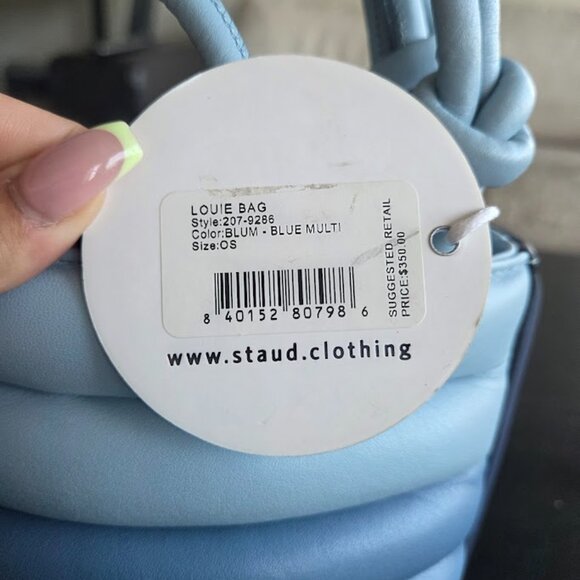 LOUIE BAG
Style:207-9286
Color:BLUM - BLUE MULTI
Size:OS
SUGGESTED RETAIL
PRICE:$350.00
8 40152 80798 6
www.staud.clothing